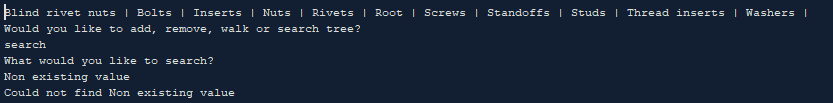 Blind rivet nuts | Bolts | Inserts | Nuts | Rivets | Root | Screws | Standoffs | Studs | Thread inserts | Washers |
Would you like to add, remove, walk or search tree?
search
What would you like to search?
Non existing value
Could not find Non existing value